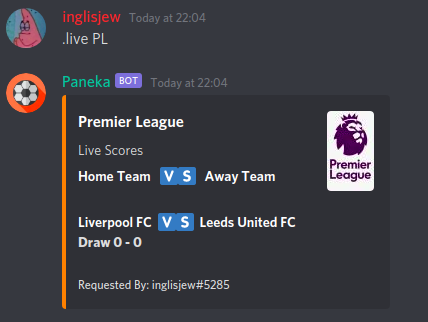 inglisjew Today at 22:04
.live PL
Paneka BOT Today at 22:04
Premier League
Premier League
Live Scores
Home Team VS Away Team
Liverpool FC VS Leeds United FC
Draw 0 - 0
Requested By: inglisjew#5285